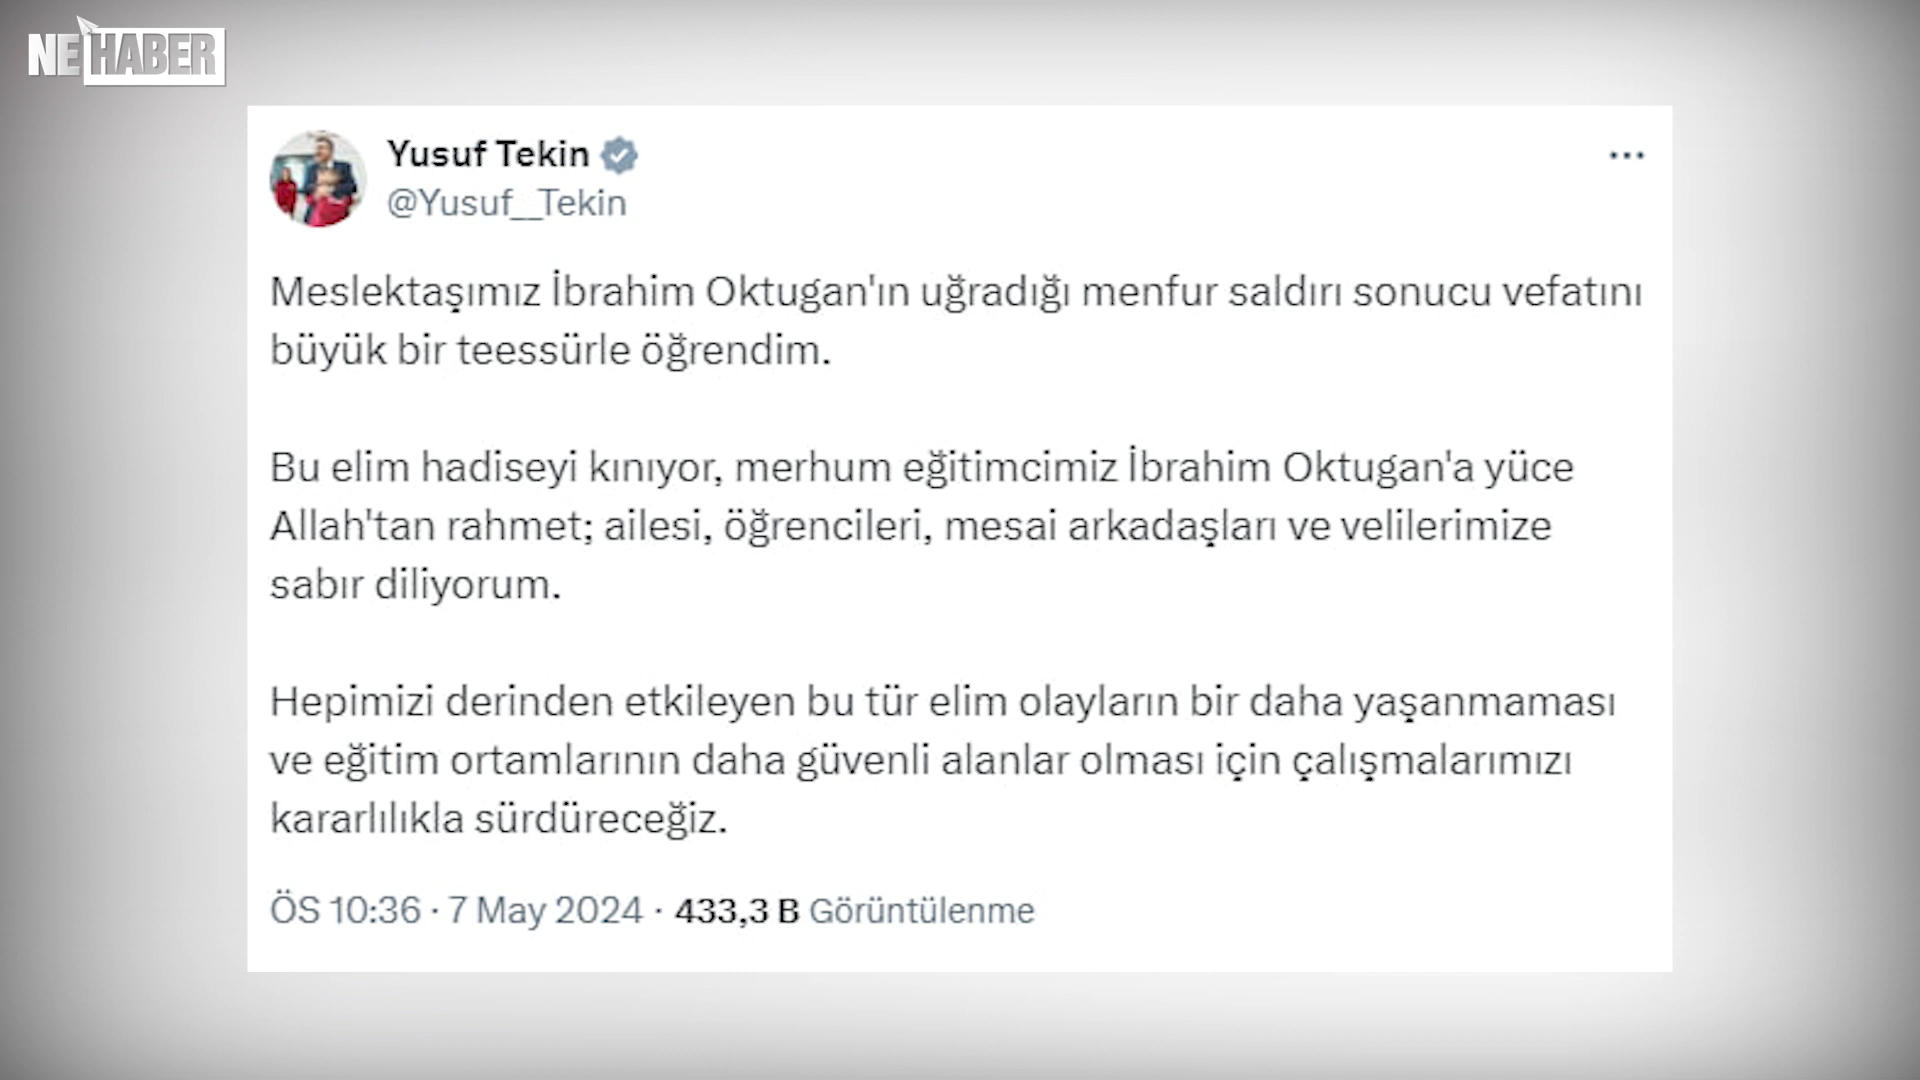 NE HABER
Yusuf Tekin
@Yusuf__Tekin
Meslektaşımız İbrahim Oktugan'ın uğradığı menfur saldırı sonucu vefatını
büyük bir teessürle öğrendim.
Bu elim hadiseyi kınıyor, merhum eğitimcimiz İbrahim Oktugan'a yüce
Allah'tan rahmet; ailesi, öğrencileri, mesai arkadaşları ve velilerimize
sabır diliyorum.
Hepimizi derinden etkileyen bu tür elim olayların bir daha yaşanmaması
ve eğitim ortamlarının daha güvenli alanlar olması için çalışmalarımızı
kararlılıkla sürdüreceğiz.
ÖS 10:36 · 7 May 2024 · 433,3 B Görüntülenme